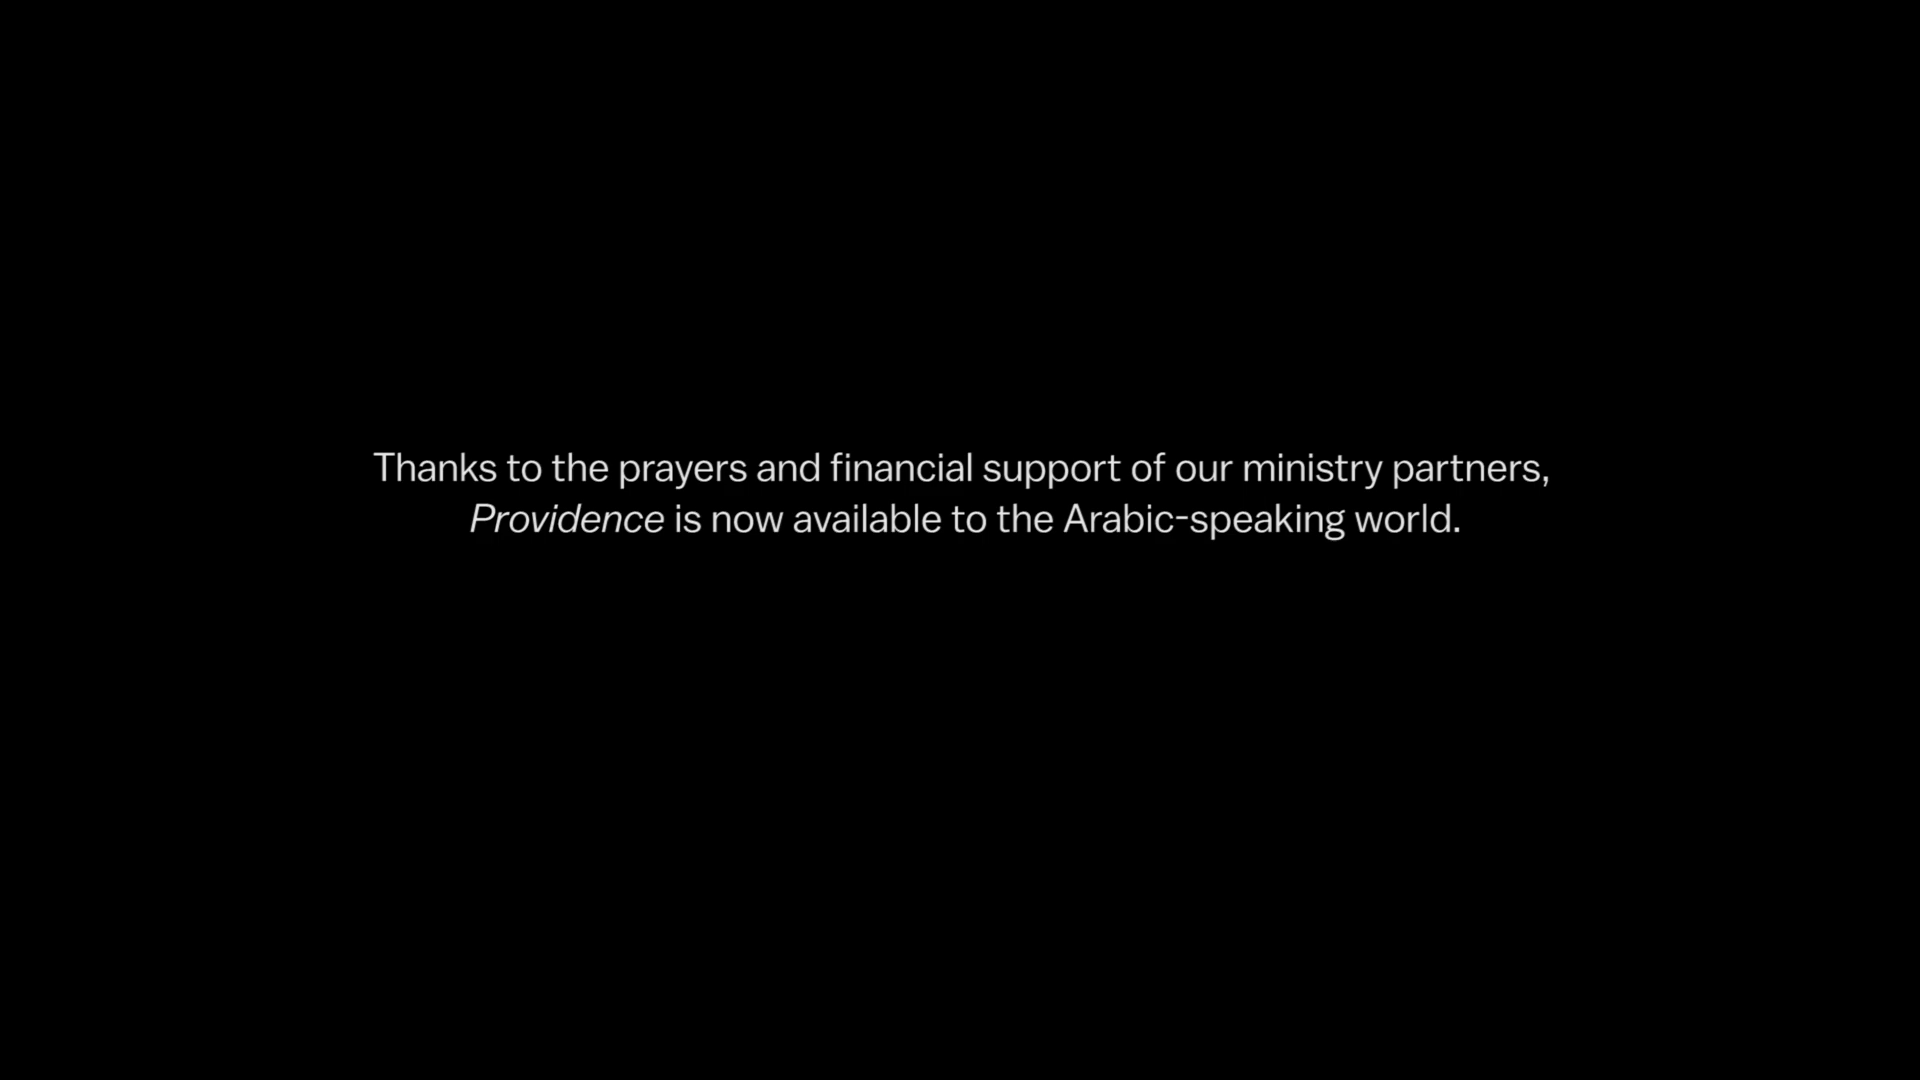 Thanks to the prayers and financial support of our ministry partners,
Providence is now available to the Arabic-speaking world.